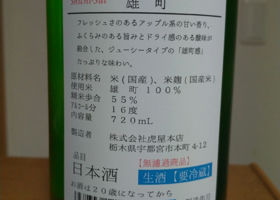 雄町
フレッシュさのあるアップル系の甘い香り、
ふくらみのある旨みとドライ感のある酸味が
融合した、ジューシータイプの「雄町感」
たっぷりな味わい。
原材料名 米(国産)、米麹(国産米)
使用米 雄町 100%
精米歩合 55%
アルコール分 16度
内容量 720mL
製造者 株式会社虎屋本店
栃木県宇都宮市本町4-12
品目 【無濾過原酒】
日本酒 生酒【要冷蔵】
お酒は20歳になってから